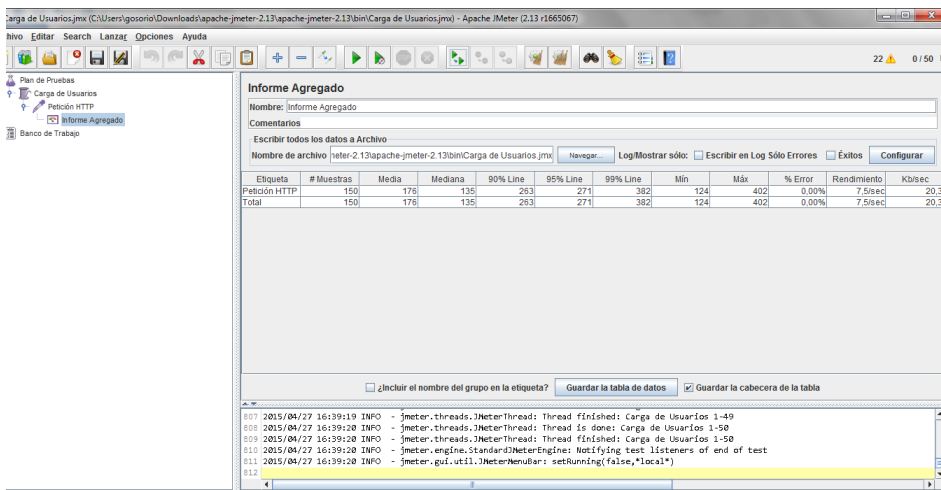 Carga de Usuarios.jmx (C:\Users\gosorio\Downloads\apache-jmeter-2.13\apache-jmeter-2.13\bin\Carga de Usuarios.jmx) - Apache JMeter (2.13 r1665067)
hivo Editar Search Lanzar Opciones Ayuda
22 0 / 50
Plan de Pruebas
Carga de Usuarios
Petición HTTP
Informe Agregado
Banco de Trabajo
Informe Agregado
Nombre: Informe Agregado
Comentarios
Escribir todos los datos a Archivo
Nombre de archivo neter-2.13\apache-jmeter-2.13\bin\Carga de Usuarios.jmx Navegar... Log/Mostrar sólo: Escribir en Log Sólo Errores Éxitos Configurar
Etiqueta # Muestras Media Mediana 90% Line 95% Line 99% Line Mín Máx % Error Rendimiento Kb/sec
Petición HTTP 150 176 135 263 271 382 124 402 0,00% 7,5/sec 20,3
Total 150 176 135 263 271 382 124 402 0,00% 7,5/sec 20,3
¿Incluir el nombre del grupo en la etiqueta? Guardar la tabla de datos Guardar la cabecera de la tabla
807 2015/04/27 16:39:19 INFO - jmeter.threads.JMeterThread: Thread finished: Carga de Usuarios 1-49
808 2015/04/27 16:39:20 INFO - jmeter.threads.JMeterThread: Thread is done: Carga de Usuarios 1-50
809 2015/04/27 16:39:20 INFO - jmeter.threads.JMeterThread: Thread finished: Carga de Usuarios 1-50
810 2015/04/27 16:39:20 INFO - jmeter.engine.StandardJMeterEngine: Notifying test listeners of end of test
811 2015/04/27 16:39:20 INFO - jmeter.gui.util.JMeterMenuBar: setRunning(false,*local*)
812